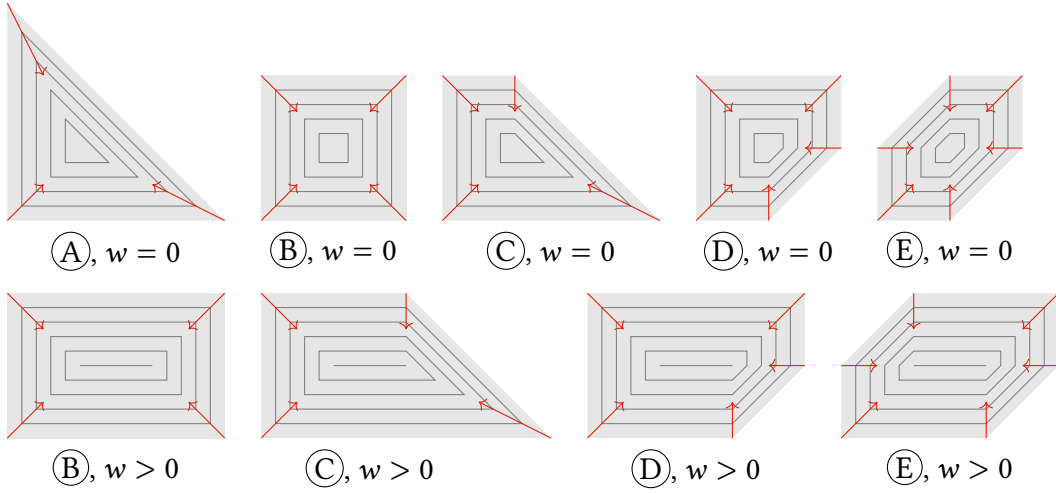 Ⓐ, w = 0
Ⓑ, w = 0
Ⓒ, w = 0
Ⓓ, w = 0
Ⓔ, w = 0
Ⓑ, w > 0
Ⓒ, w > 0
Ⓓ, w > 0
Ⓔ, w > 0